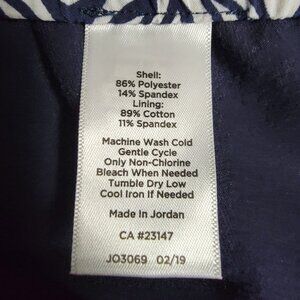 Shell:
86% Polyester
14% Spandex
Lining:
89% Cotton
11% Spandex
Machine Wash Cold
Gentle Cycle
Only Non-Chlorine
Bleach When Needed
Tumble Dry Low
Cool Iron If Needed
Made In Jordan
CA #23147
JO3069 02/19